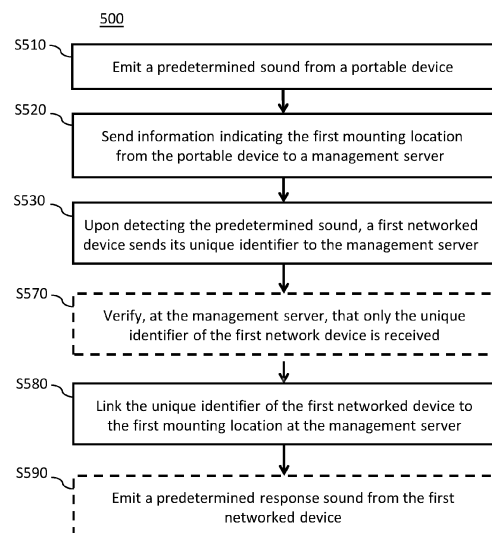 500
S510
Emit a predetermined sound from a portable device
S520
Send information indicating the first mounting location
from the portable device to a management server
S530
Upon detecting the predetermined sound, a first networked
device sends its unique identifier to the management server
S570
Verify, at the management server, that only the unique
identifier of the first network device is received
S580
Link the unique identifier of the first networked device to
the first mounting location at the management server
S590
Emit a predetermined response sound from the first
networked device